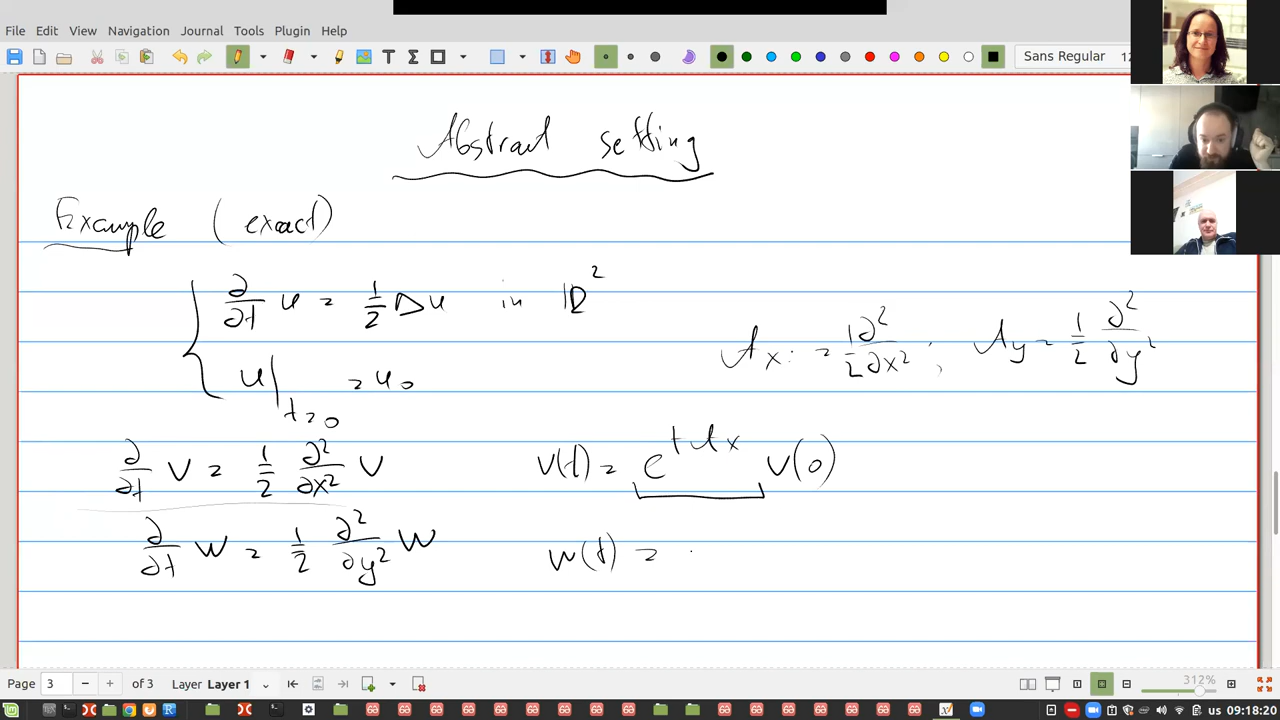 File Edit View Navigation Journal Tools Plugin Help
Sans Regular 12
Abstract setting
Example (exact)
∂/∂t u = 1/2 Δu in ℝ²
u|t=0 = u₀
Ax := 1/2 ∂²/∂x² ; Ay = 1/2 ∂²/∂y²
∂/∂t v = 1/2 ∂²/∂x² v
v(t) = e^{tAx} v(0)
∂/∂t w = 1/2 ∂²/∂y² w
w(t) =
Page 3 of 3 Layer Layer 1 312%
us 09:18:20